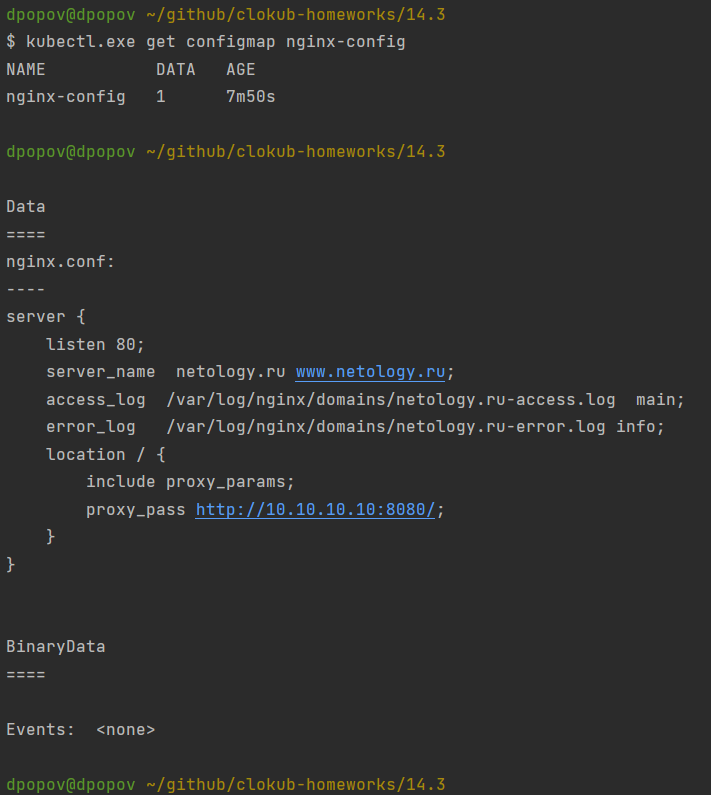 dpopov@dpopov ~/github/clokub-homeworks/14.3
$ kubectl.exe get configmap nginx-config
NAME           DATA   AGE
nginx-config   1      7m50s

dpopov@dpopov ~/github/clokub-homeworks/14.3

Data
====
nginx.conf:
----
server {
    listen 80;
    server_name  netology.ru www.netology.ru;
    access_log  /var/log/nginx/domains/netology.ru-access.log  main;
    error_log   /var/log/nginx/domains/netology.ru-error.log info;
    location / {
        include proxy_params;
        proxy_pass http://10.10.10.10:8080/;
    }
}


BinaryData
====

Events:  <none>

dpopov@dpopov ~/github/clokub-homeworks/14.3